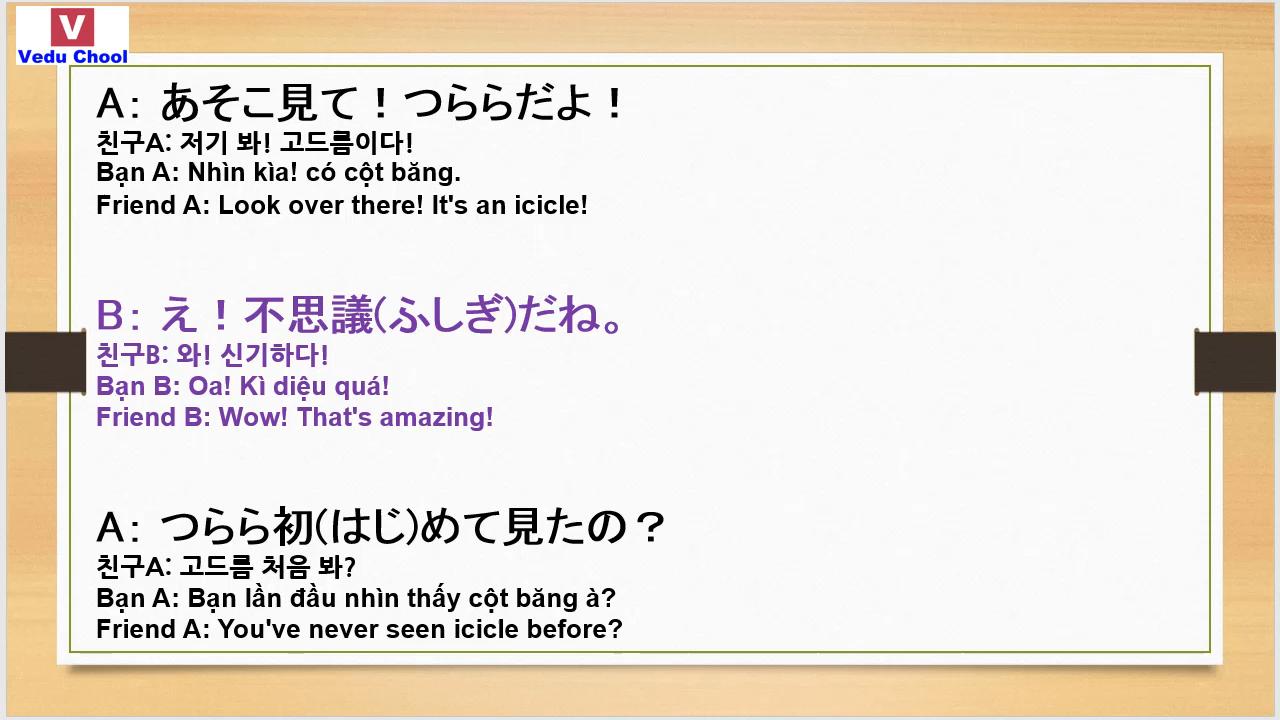 V
Vedu Chool
A: あそこ見て！つららだよ！
친구A: 저기 봐! 고드름이다!
Bạn A: Nhìn kìa! có cột băng.
Friend A: Look over there! It's an icicle!
B: え！不思議(ふしぎ)だね。
친구B: 와! 신기하다!
Bạn B: Oa! Kì diệu quá!
Friend B: Wow! That's amazing!
A: つらら初(はじ)めて見たの？
친구A: 고드름 처음 봐?
Bạn A: Bạn lần đầu nhìn thấy cột băng à?
Friend A: You've never seen icicle before?